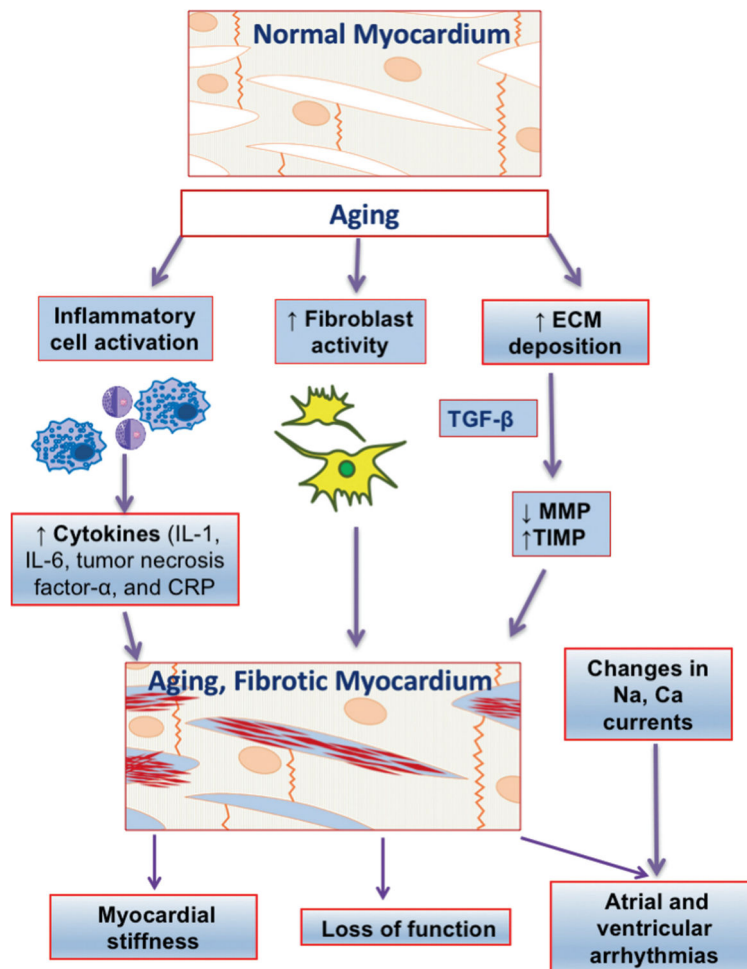 Normal Myocardium
Aging
Inflammatory
cell activation
↑ Fibroblast
activity
↑ ECM
deposition
TGF-β
↑ Cytokines (IL-1,
IL-6, tumor necrosis
factor-α, and CRP
↓ MMP
↑TIMP
Aging, Fibrotic Myocardium
Changes in
Na, Ca
currents
Myocardial
stiffness
Loss of function
Atrial and
ventricular
arrhythmias